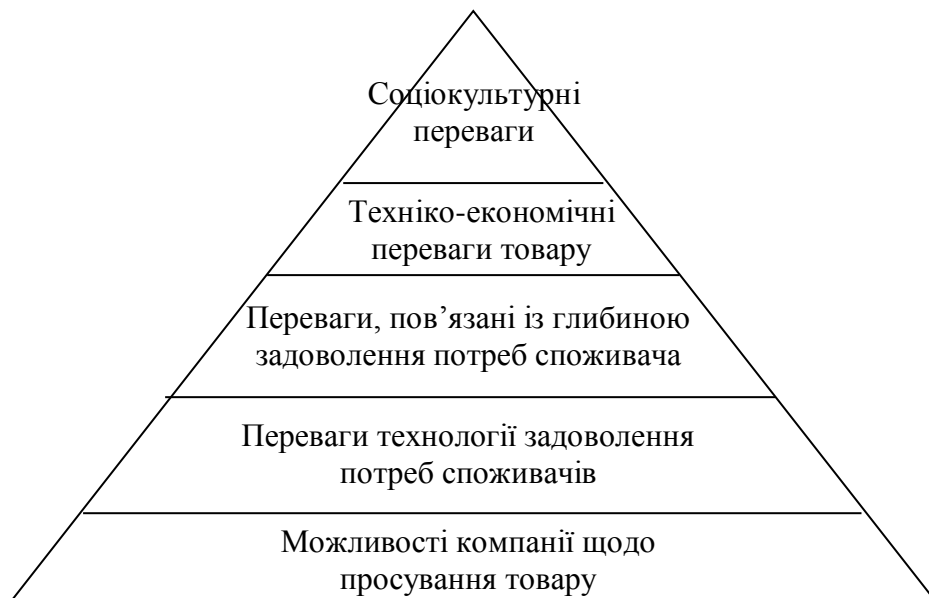 Соціокультурні
переваги
Техніко-економічні
переваги товару
Переваги, пов’язані із глибиною
задоволення потреб споживача
Переваги технології задоволення
потреб споживачів
Можливості компанії щодо
просування товару